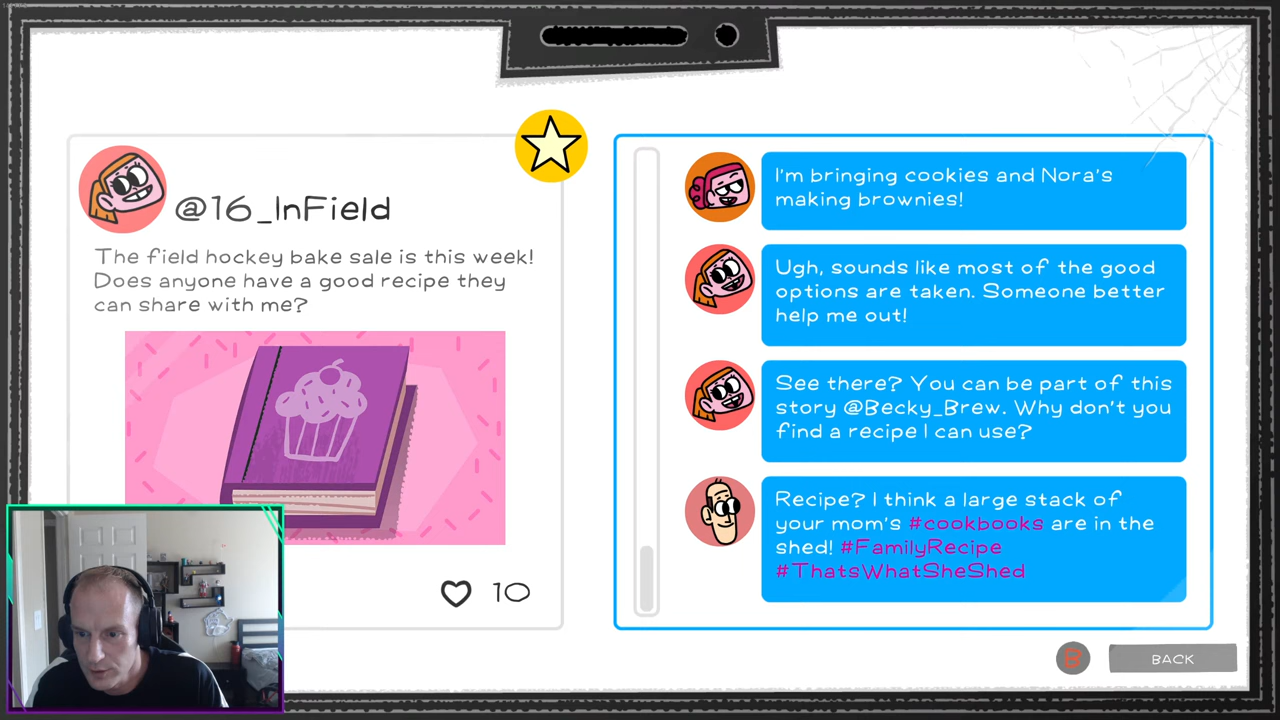 @16_InField
The field hockey bake sale is this week!
Does anyone have a good recipe they
can share with me?
10
I'm bringing cookies and Nora's
making brownies!
Ugh, sounds like most of the good
options are taken. Someone better
help me out!
See there? You can be part of this
story @Becky_Brew. Why don't you
find a recipe I can use?
Recipe? I think a large stack of
your mom's #cookbooks are in the
shed! #FamilyRecipe
#ThatsWhatSheShed
B BACK